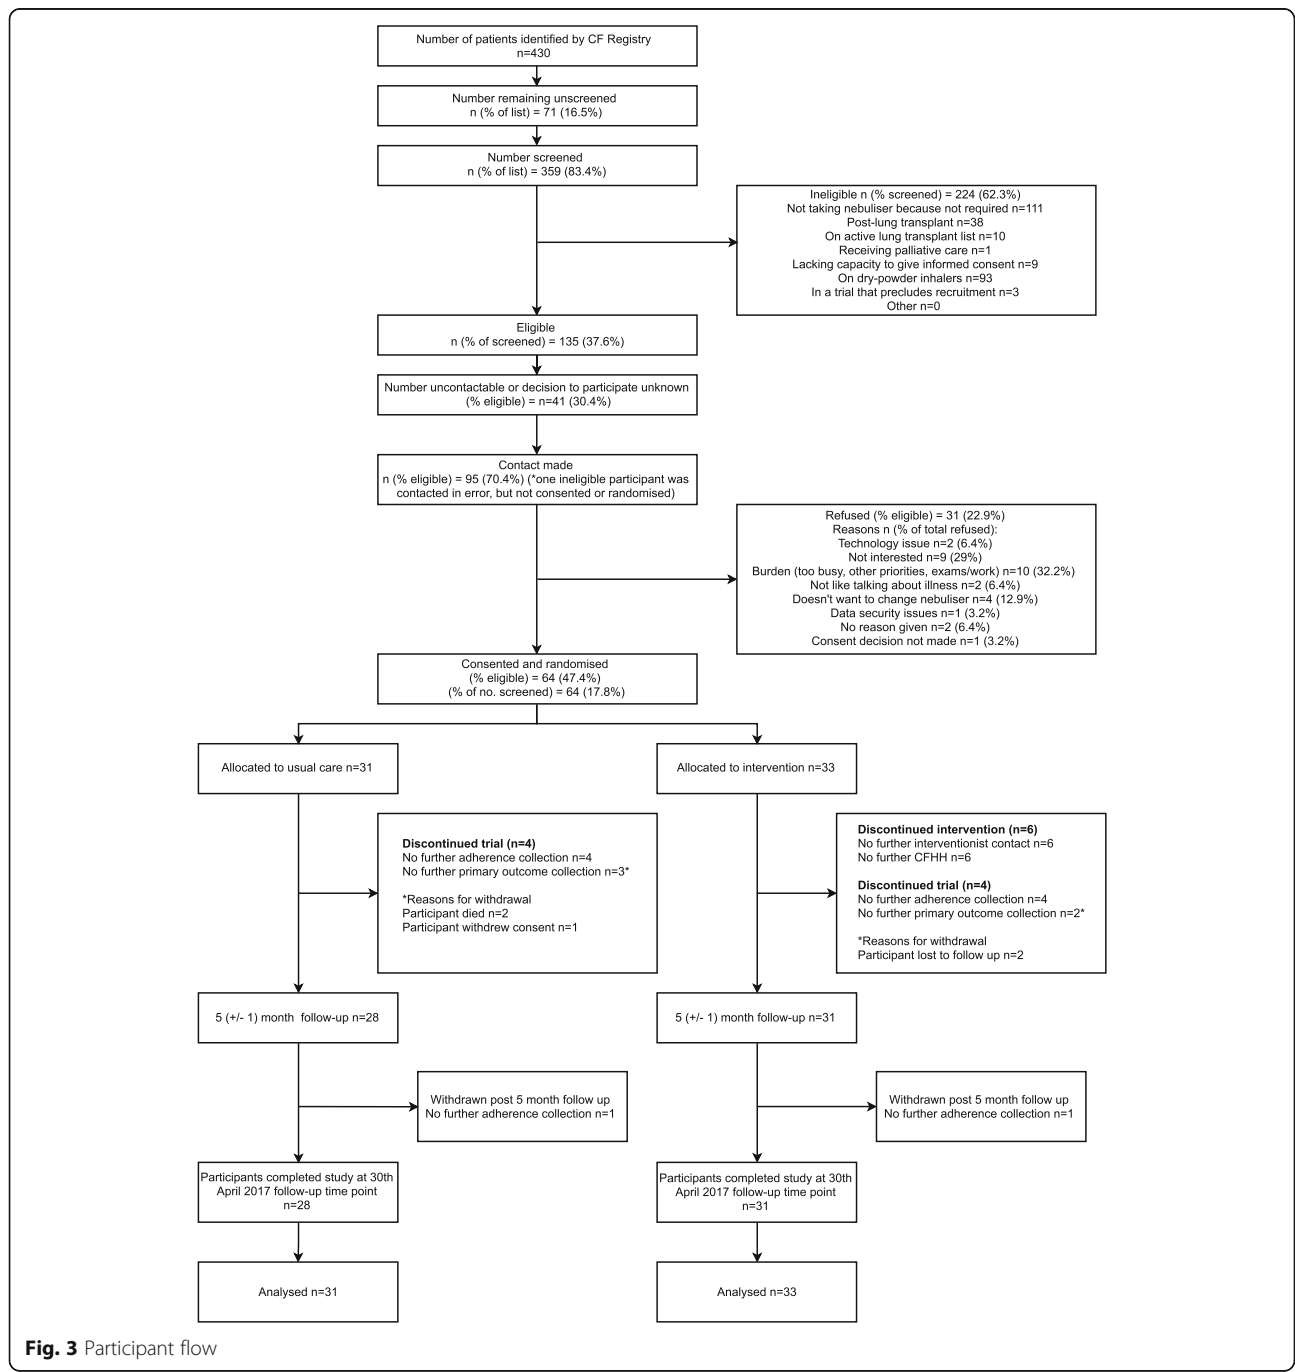 Number of patients identified by CF Registry
n=430
Number remaining unscreened
n (% of list) = 71 (16.5%)
Number screened
n (% of list) = 359 (83.4%)
Ineligible n (% screened) = 224 (62.3%)
Not taking nebuliser because not required n=111
Post-lung transplant n=38
On active lung transplant list n=10
Receiving palliative care n=1
Lacking capacity to give informed consent n=9
On dry-powder inhalers n=93
In a trial that precludes recruitment n=3
Other n=0
Eligible
n (% of screened) = 135 (37.6%)
Number uncontactable or decision to participate unknown
(% eligible) = n=41 (30.4%)
Contact made
n (% eligible) = 95 (70.4%) (*one ineligible participant was
contacted in error, but not consented or randomised)
Refused (% eligible) = 31 (22.9%)
Reasons n (% of total refused):
Technology issue n=2 (6.4%)
Not interested n=9 (29%)
Burden (too busy, other priorities, exams/work) n=10 (32.2%)
Not like talking about illness n=2 (6.4%)
Doesn't want to change nebuliser n=4 (12.9%)
Data security issues n=1 (3.2%)
No reason given n=2 (6.4%)
Consent decision not made n=1 (3.2%)
Consented and randomised
(% eligible) = 64 (47.4%)
(% of no. screened) = 64 (17.8%)
Allocated to usual care n=31
Allocated to intervention n=33
Discontinued trial (n=4)
No further adherence collection n=4
No further primary outcome collection n=3*
*Reasons for withdrawal
Participant died n=2
Participant withdrew consent n=1
Discontinued intervention (n=6)
No further interventionist contact n=6
No further CFHH n=6
Discontinued trial (n=4)
No further adherence collection n=4
No further primary outcome collection n=2*
*Reasons for withdrawal
Participant lost to follow up n=2
5 (+/- 1) month follow-up n=28
5 (+/- 1) month follow-up n=31
Withdrawn post 5 month follow up
No further adherence collection n=1
Withdrawn post 5 month follow up
No further adherence collection n=1
Participants completed study at 30th
April 2017 follow-up time point
n=28
Participants completed study at 30th
April 2017 follow-up time point
n=31
Analysed n=31
Analysed n=33
Fig. 3 Participant flow